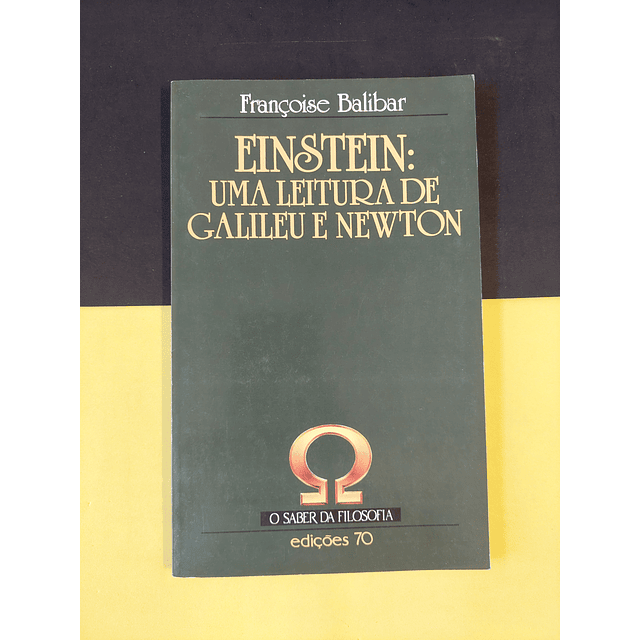 Françoise Balibar
EINSTEIN:
UMA LEITURA DE
GALILEU E NEWTON
O SABER DA FILOSOFIA
edições 70